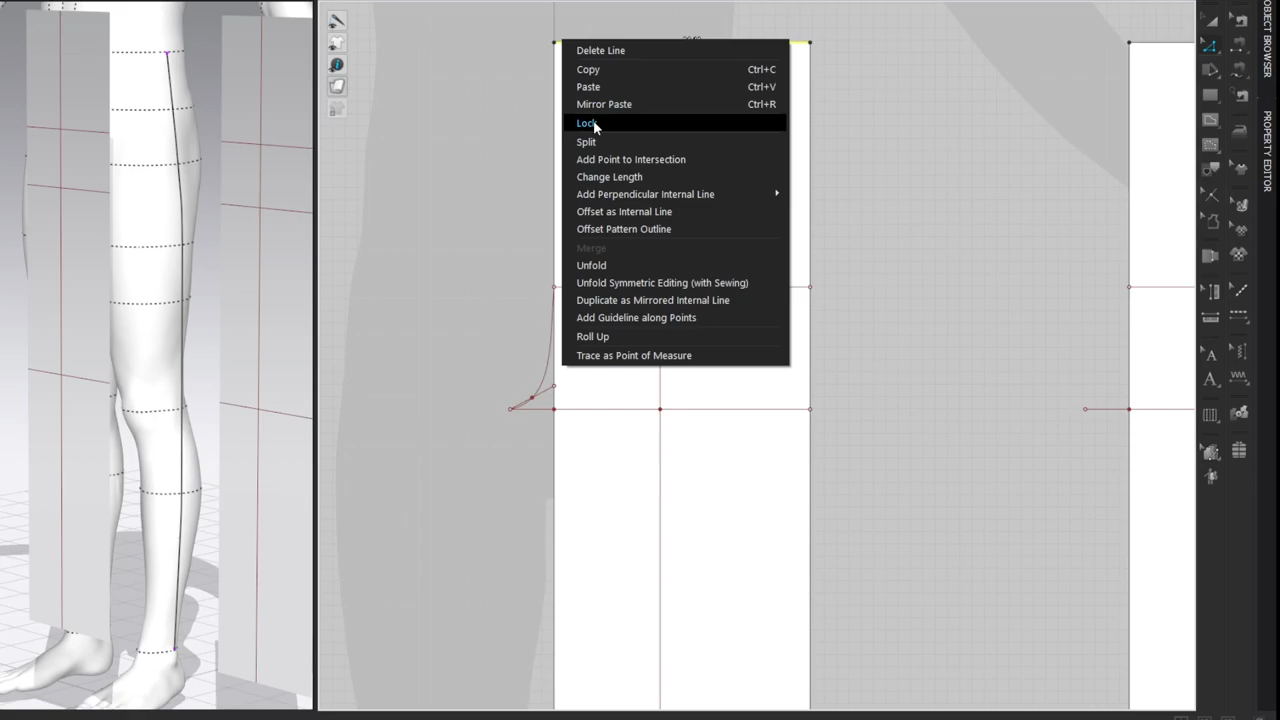 Delete Line
Copy Ctrl+C
Paste Ctrl+V
Mirror Paste Ctrl+R
Lock
Split
Add Point to Intersection
Change Length
Add Perpendicular Internal Line
Offset as Internal Line
Offset Pattern Outline
Merge
Unfold
Unfold Symmetric Editing (with Sewing)
Duplicate as Mirrored Internal Line
Add Guideline along Points
Roll Up
Trace as Point of Measure
OBJECT BROWSER
PROPERTY EDITOR